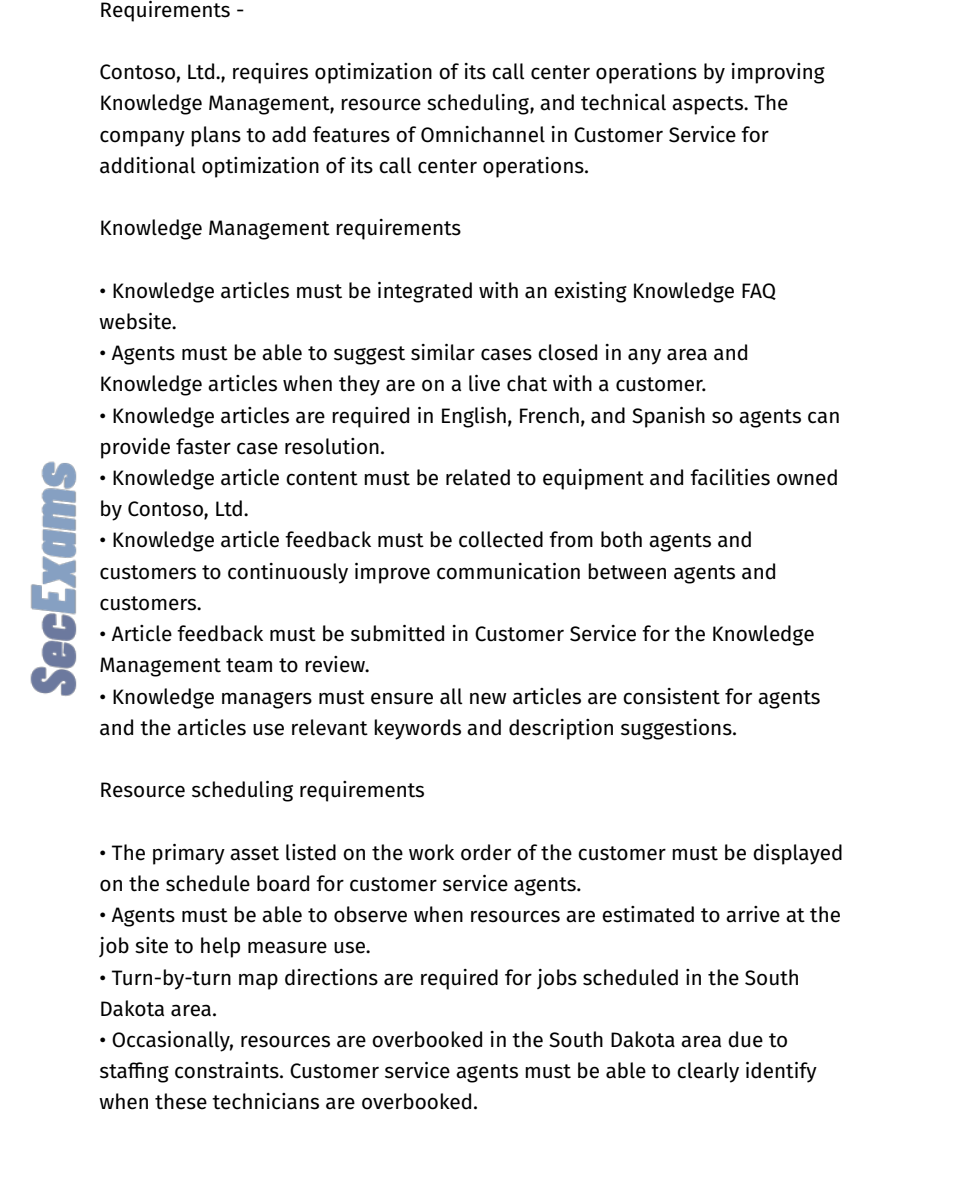 Requirements -
Contoso, Ltd., requires optimization of its call center operations by improving
Knowledge Management, resource scheduling, and technical aspects. The
company plans to add features of Omnichannel in Customer Service for
additional optimization of its call center operations.
Knowledge Management requirements
• Knowledge articles must be integrated with an existing Knowledge FAQ
website.
• Agents must be able to suggest similar cases closed in any area and
Knowledge articles when they are on a live chat with a customer.
• Knowledge articles are required in English, French, and Spanish so agents can
provide faster case resolution.
• Knowledge article content must be related to equipment and facilities owned
by Contoso, Ltd.
• Knowledge article feedback must be collected from both agents and
customers to continuously improve communication between agents and
customers.
• Article feedback must be submitted in Customer Service for the Knowledge
Management team to review.
• Knowledge managers must ensure all new articles are consistent for agents
and the articles use relevant keywords and description suggestions.
Resource scheduling requirements
• The primary asset listed on the work order of the customer must be displayed
on the schedule board for customer service agents.
• Agents must be able to observe when resources are estimated to arrive at the
job site to help measure use.
• Turn-by-turn map directions are required for jobs scheduled in the South
Dakota area.
• Occasionally, resources are overbooked in the South Dakota area due to
staffing constraints. Customer service agents must be able to clearly identify
when these technicians are overbooked.
SecExams